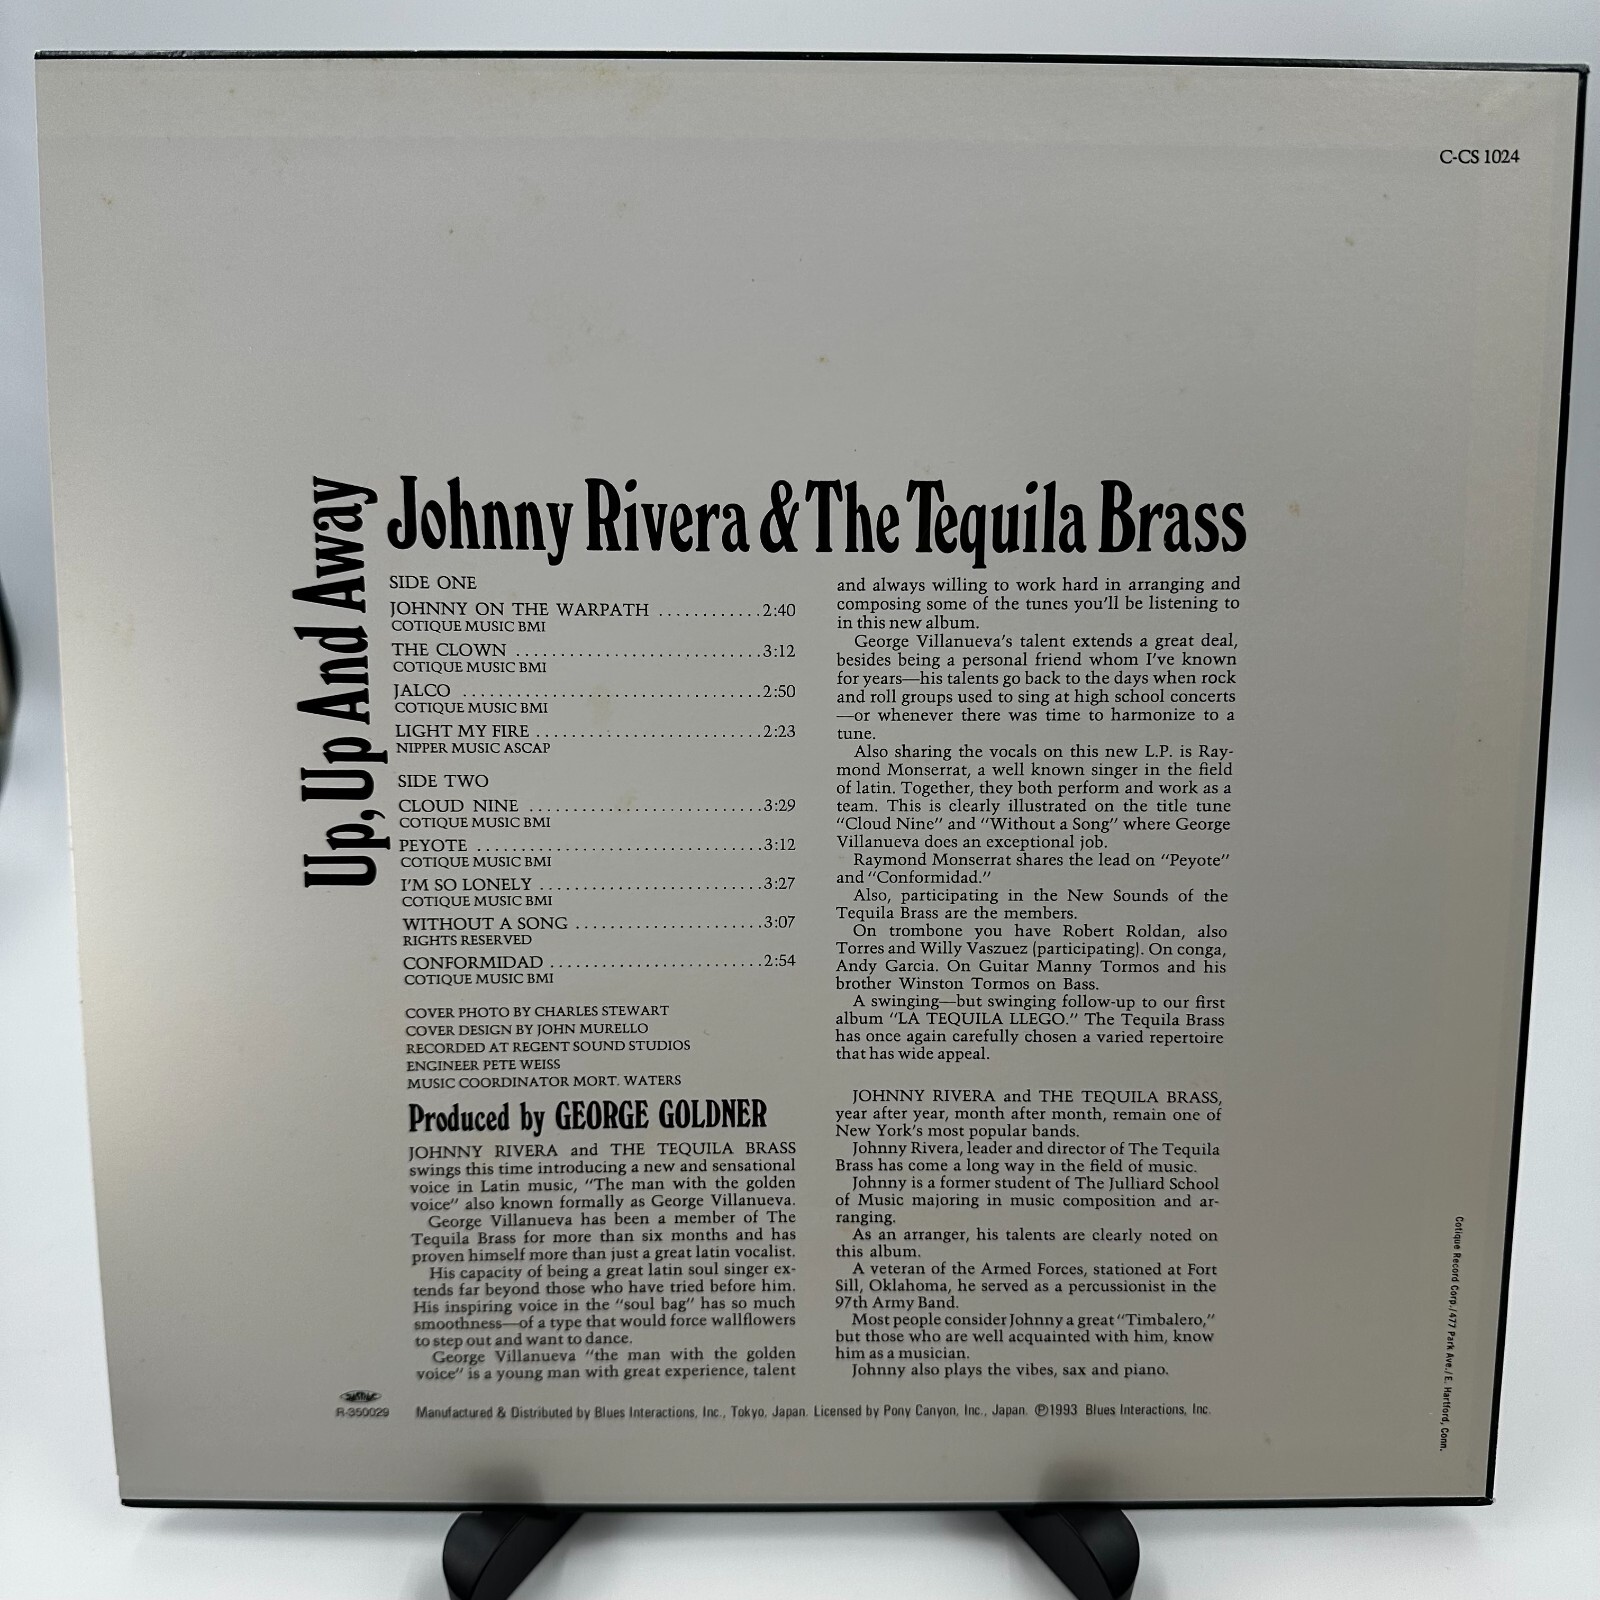 C-CS 1024
Up, Up And Away
Johnny Rivera & The Tequila Brass
SIDE ONE
JOHNNY ON THE WARPATH ............2:40
COTIQUE MUSIC BMI
THE CLOWN ...........................3:12
COTIQUE MUSIC BMI
JALCO .................................2:50
COTIQUE MUSIC BMI
LIGHT MY FIRE .........................2:23
NIPPER MUSIC ASCAP
SIDE TWO
CLOUD NINE ..........................3:29
COTIQUE MUSIC BMI
PEYOTE ...............................3:12
COTIQUE MUSIC BMI
I'M SO LONELY ........................3:27
COTIQUE MUSIC BMI
WITHOUT A SONG ....................3:07
RIGHTS RESERVED
CONFORMIDAD .......................2:54
COTIQUE MUSIC BMI
COVER PHOTO BY CHARLES STEWART
COVER DESIGN BY JOHN MURELLO
RECORDED AT REGENT SOUND STUDIOS
ENGINEER PETE WEISS
MUSIC COORDINATOR MORT. WATERS
Produced by GEORGE GOLDNER
JOHNNY RIVERA and THE TEQUILA BRASS
swings this time introducing a new and sensational
voice in Latin music, "The man with the golden
voice" also known formally as George Villanueva.
George Villanueva has been a member of The
Tequila Brass for more than six months and has
proven himself more than just a great latin vocalist.
His capacity of being a great latin soul singer ex-
tends far beyond those who have tried before him.
His inspiring voice in the "soul bag" has so much
smoothness—of a type that would force wallflowers
to step out and want to dance.
George Villanueva "the man with the golden
voice" is a young man with great experience, talent
and always willing to work hard in arranging and
composing some of the tunes you'll be listening to
in this new album.
George Villanueva's talent extends a great deal,
besides being a personal friend whom I've known
for years—his talents go back to the days when rock
and roll groups used to sing at high school concerts
—or whenever there was time to harmonize to a
tune.
Also sharing the vocals on this new L.P. is Ray-
mond Monserrat, a well known singer in the field
of latin. Together, they both perform and work as a
team. This is clearly illustrated on the title tune
"Cloud Nine" and "Without a Song" where George
Villanueva does an exceptional job.
Raymond Monserrat shares the lead on "Peyote"
and "Conformidad."
Also, participating in the New Sounds of the
Tequila Brass are the members.
On trombone you have Robert Roldan, also
Torres and Willy Vaszuez (participating). On conga,
Andy Garcia. On Guitar Manny Tormos and his
brother Winston Tormos on Bass.
A swinging—but swinging follow-up to our first
album "LA TEQUILA LLEGO." The Tequila Brass
has once again carefully chosen a varied repertoire
that has wide appeal.
JOHNNY RIVERA and THE TEQUILA BRASS,
year after year, month after month, remain one of
New York's most popular bands.
Johnny Rivera, leader and director of The Tequila
Brass has come a long way in the field of music.
Johnny is a former student of The Julliard School
of Music majoring in music composition and ar-
ranging.
As an arranger, his talents are clearly noted on
this album.
A veteran of the Armed Forces, stationed at Fort
Sill, Oklahoma, he served as a percussionist in the
97th Army Band.
Most people consider Johnny a great "Timbalero,"
but those who are well acquainted with him, know
him as a musician.
Johnny also plays the vibes, sax and piano.
R-350029
Manufactured & Distributed by Blues Interactions, Inc., Tokyo, Japan. Licensed by Pony Canyon, Inc., Japan. ℗1993 Blues Interactions, Inc.
Cotique Record Corp./477 Park Ave./E. Hartford, Conn.